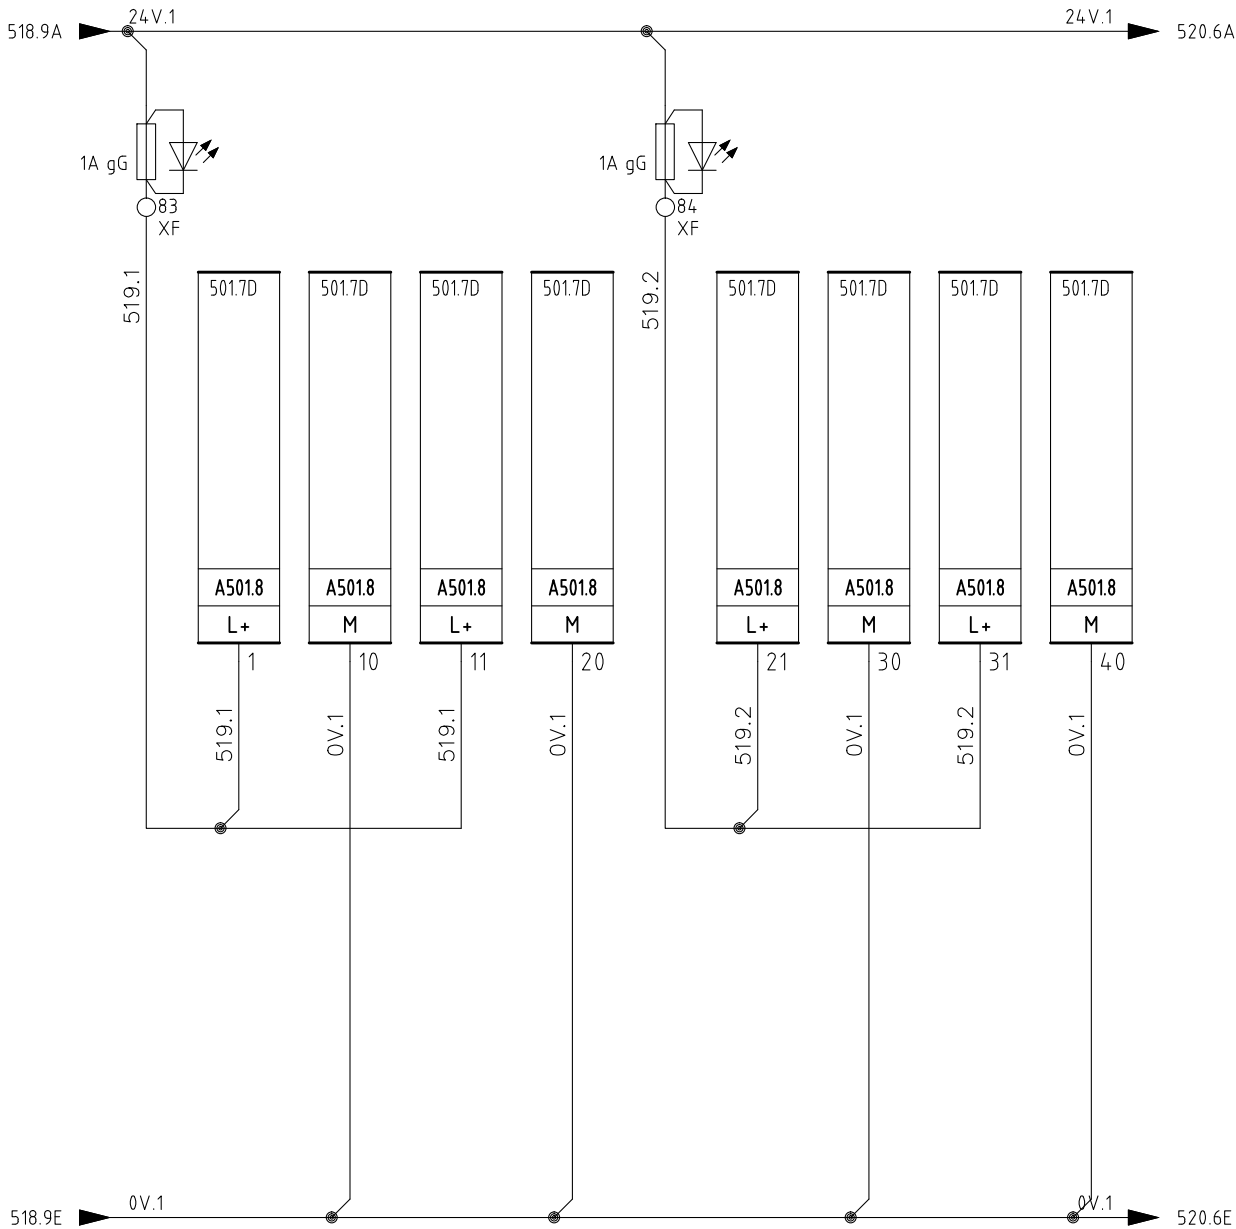 24V.1 24V.1
518.9A 520.6A
1A gG 1A gG
83 84
XF XF
519.1 519.2
501.7D 501.7D 501.7D 501.7D 501.7D 501.7D 501.7D 501.7D
A501.8 A501.8 A501.8 A501.8 A501.8 A501.8 A501.8 A501.8
L+ M L+ M L+ M L+ M
1 10 11 20 21 30 31 40
519.1 0V.1 519.1 0V.1 519.2 0V.1 519.2 0V.1
0V.1 0V.1
518.9E 520.6E